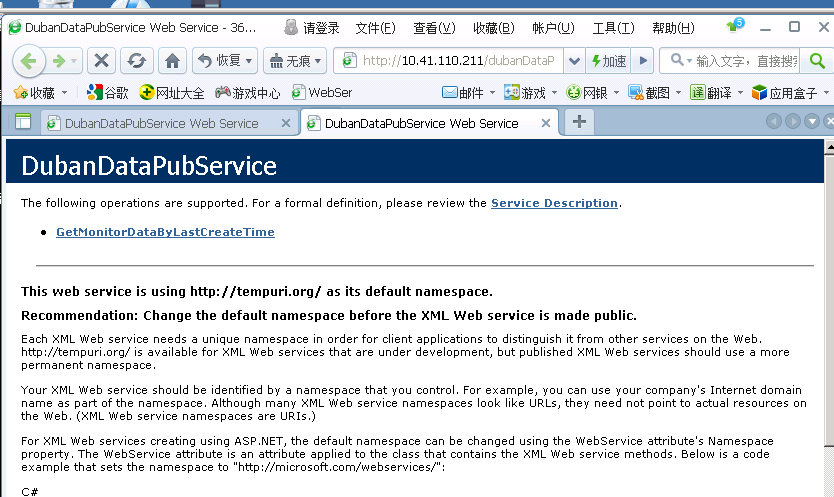 DubanDataPubService Web Service - 36...
请登录 文件(F) 查看(V) 收藏(B) 帐户(U) 工具(T) 帮助(H) 5
恢复 无痕 http://10.41.110.211/dubanDataP 加速 输入文字，直接搜
收藏 谷歌 网址大全 游戏中心 WebSer 邮件 游戏 网银 截图 翻译 应用盒子
DubanDataPubService Web Service DubanDataPubService Web Service
DubanDataPubService
The following operations are supported. For a formal definition, please review the Service Description.
GetMonitorDataByLastCreateTime
This web service is using http://tempuri.org/ as its default namespace.
Recommendation: Change the default namespace before the XML Web service is made public.
Each XML Web service needs a unique namespace in order for client applications to distinguish it from other services on the Web.
http://tempuri.org/ is available for XML Web services that are under development, but published XML Web services should use a more
permanent namespace.
Your XML Web service should be identified by a namespace that you control. For example, you can use your company's Internet domain
name as part of the namespace. Although many XML Web service namespaces look like URLs, they need not point to actual resources on
the Web. (XML Web service namespaces are URIs.)
For XML Web services creating using ASP.NET, the default namespace can be changed using the WebService attribute's Namespace
property. The WebService attribute is an attribute applied to the class that contains the XML Web service methods. Below is a code
example that sets the namespace to "http://microsoft.com/webservices/":
C#